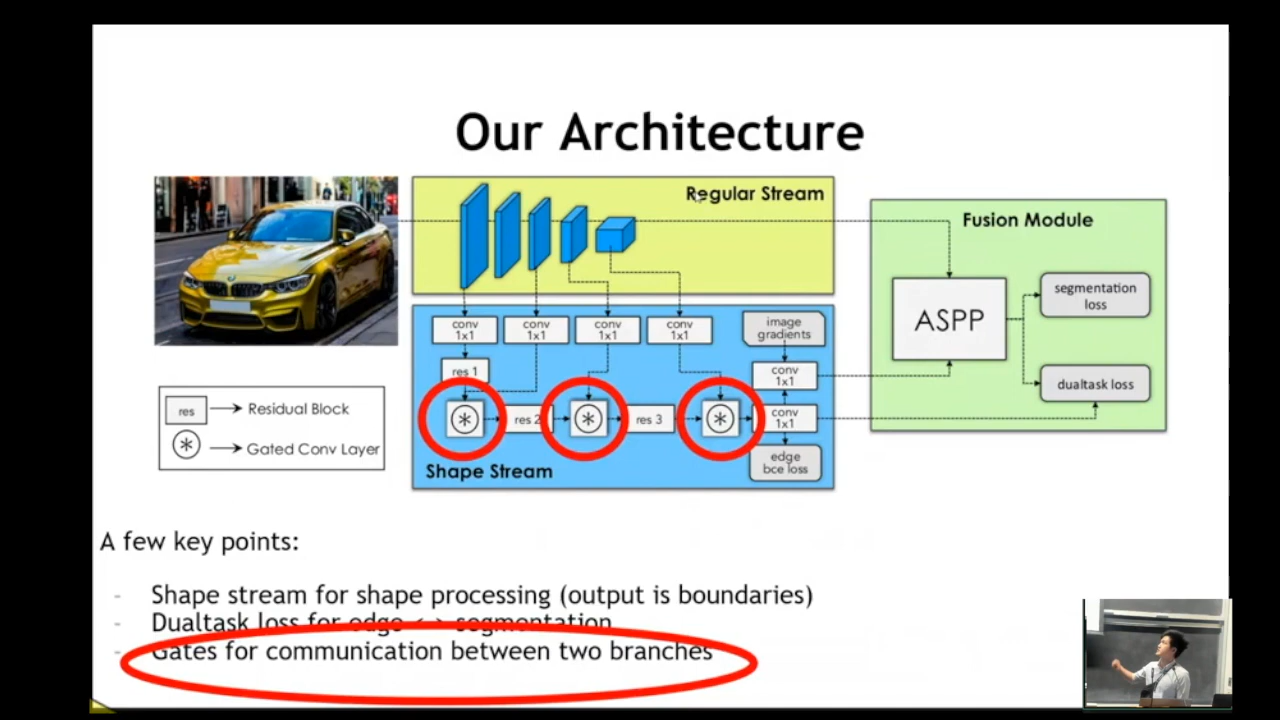 Our Architecture
Regular Stream
Fusion Module
segmentation
loss
ASPP
dualtask loss
conv
1x1
conv
1x1
conv
1x1
conv
1x1
image
gradients
res 1
conv
1x1
res 2
res 3
conv
1x1
edge
bce loss
Shape Stream
res
Residual Block
Gated Conv Layer
A few key points:
- Shape stream for shape processing (output is boundaries)
- Dualtask loss for edge <-> segmentation
- Gates for communication between two branches